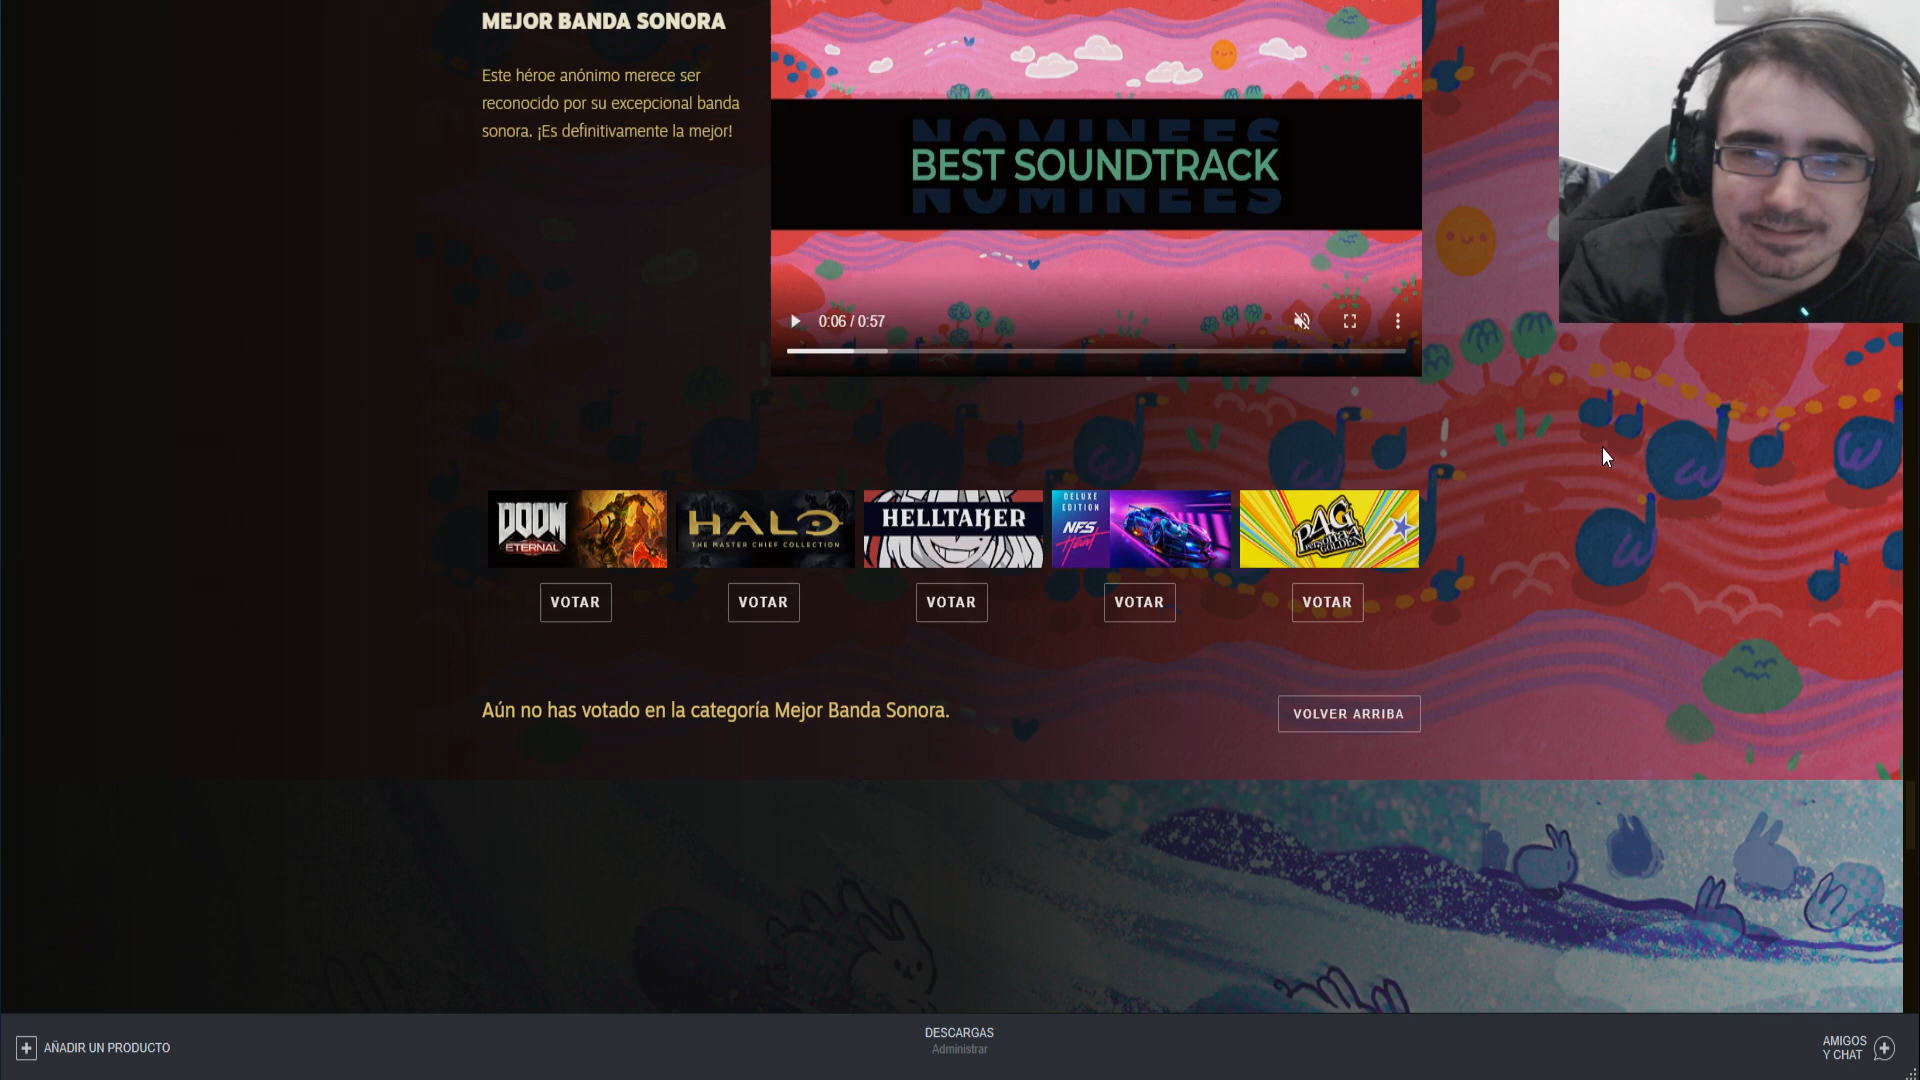 MEJOR BANDA SONORA
Este héroe anónimo merece ser
reconocido por su excepcional banda
sonora. ¡Es definitivamente la mejor!
NOMINEES
BEST SOUNDTRACK
NOMINEES
0:06 / 0:57
DOOM
ETERNAL
HALO
THE MASTER CHIEF COLLECTION
HELLTAKER
DELUXE
EDITION
NFS
Heat
P4G
Persona 4
GOLDEN
VOTAR
VOTAR
VOTAR
VOTAR
VOTAR
Aún no has votado en la categoría Mejor Banda Sonora.
VOLVER ARRIBA
AÑADIR UN PRODUCTO
DESCARGAS
Administrar
AMIGOS
Y CHAT